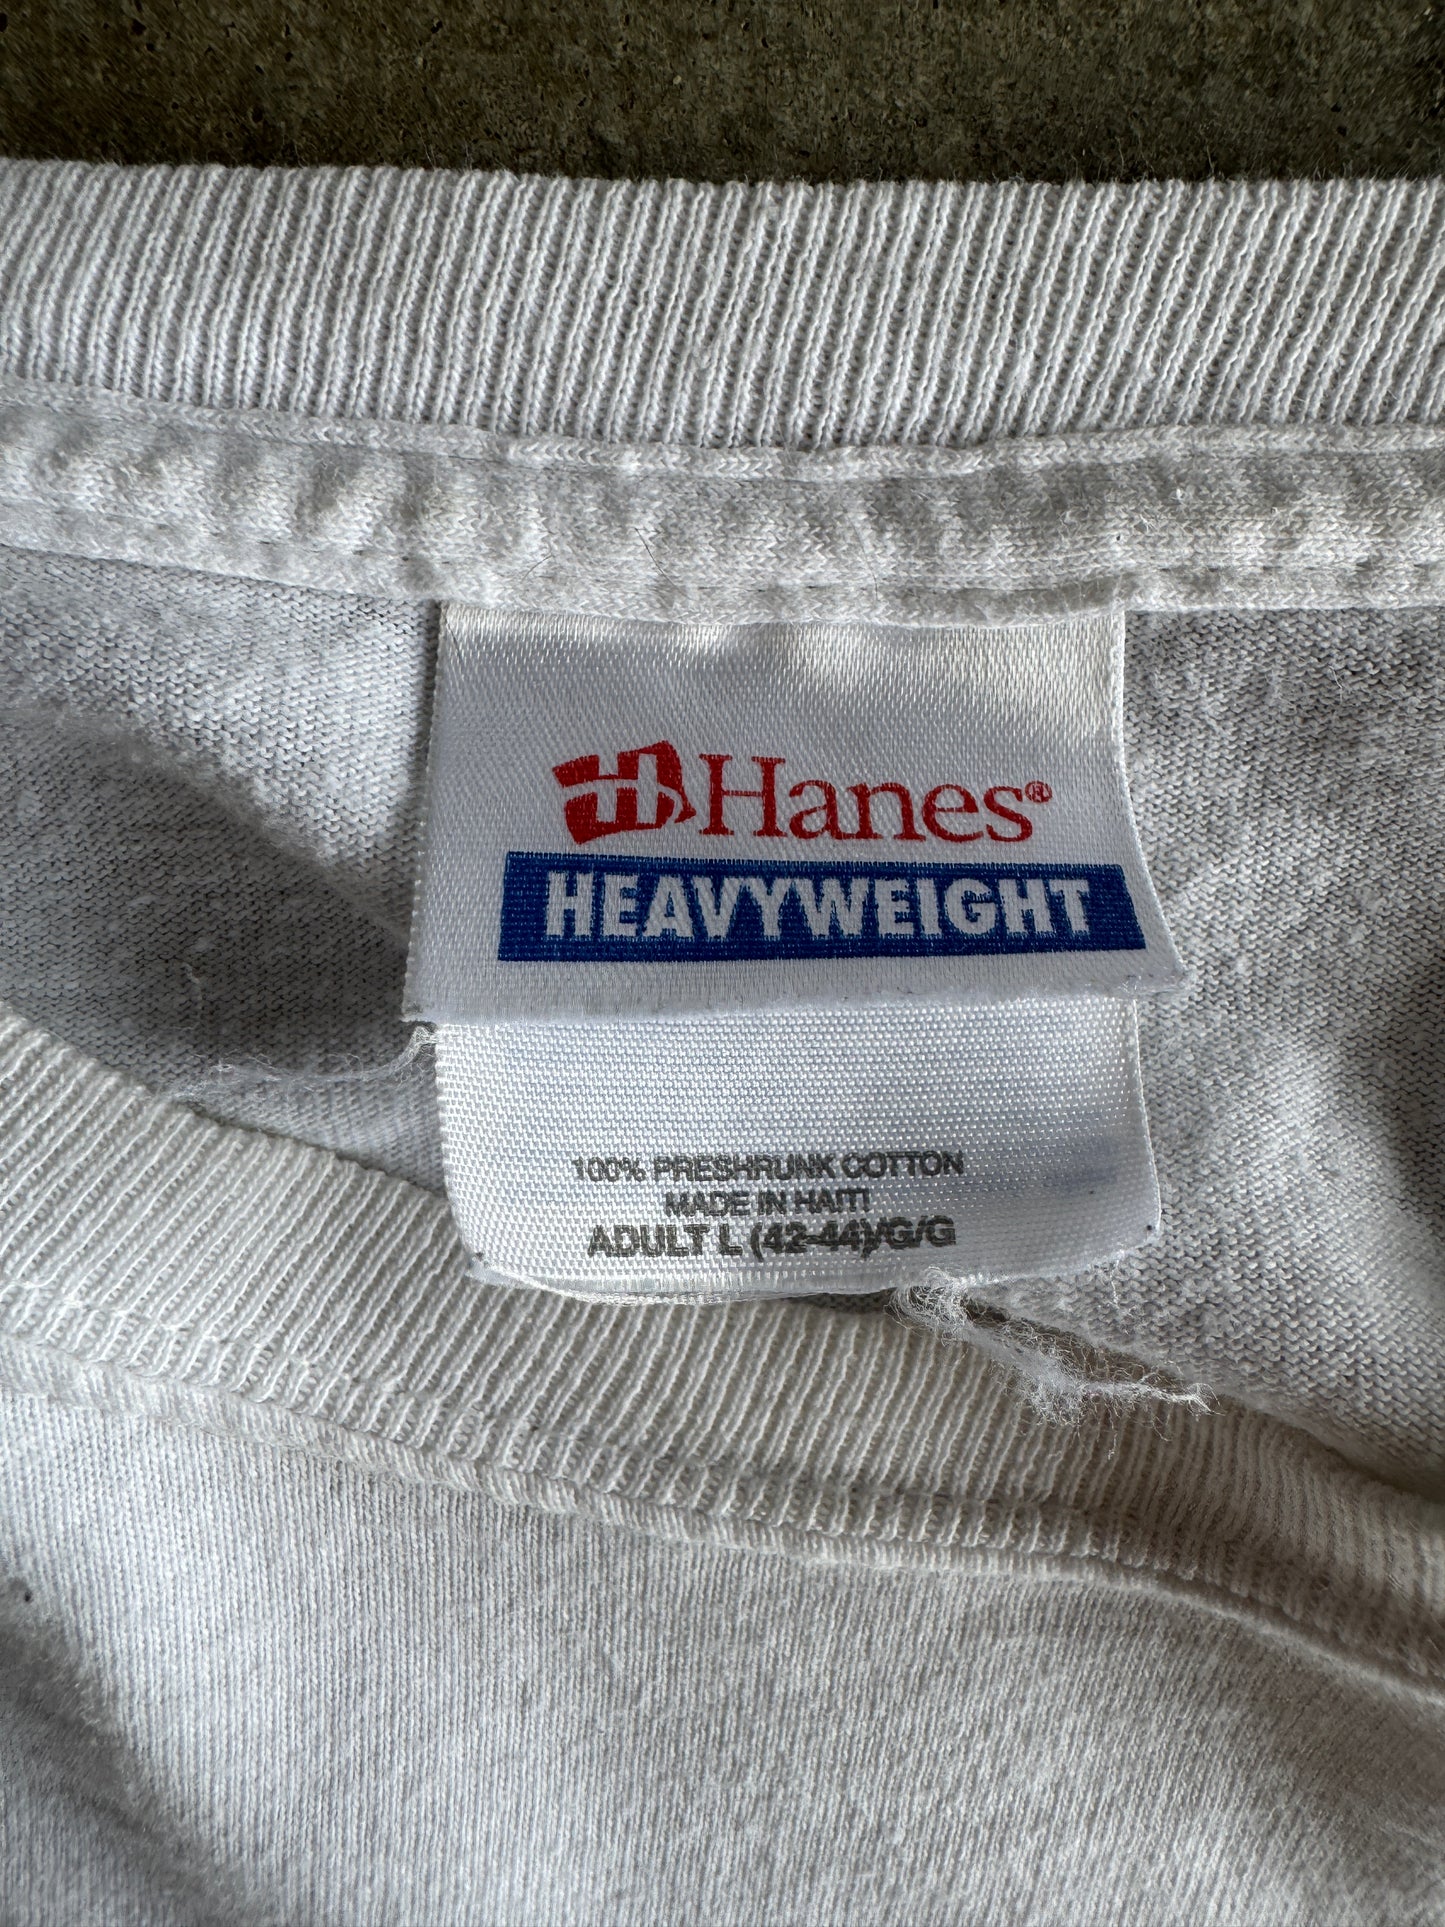 Hanes®
HEAVYWEIGHT
100% PRESHRUNK COTTON
MADE IN HAITI
ADULT L (42-44)/G/G